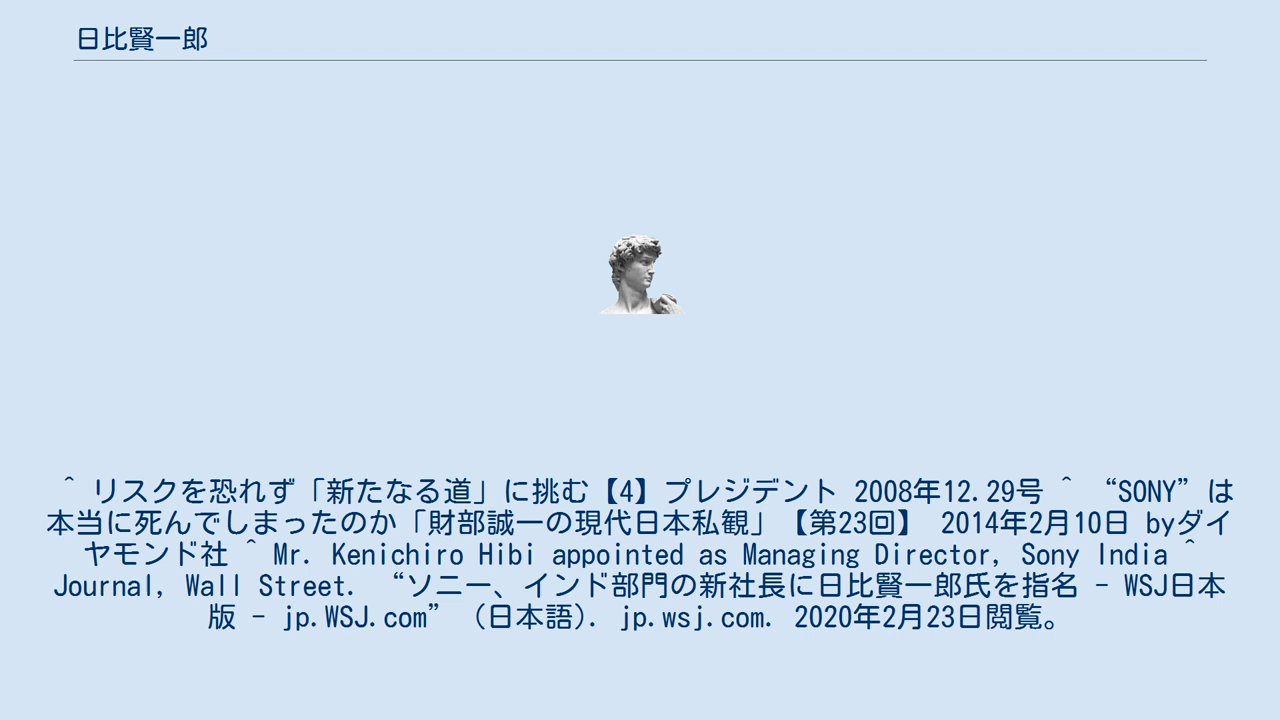 日比賢一郎
^ リスクを恐れず「新たなる道」に挑む【4】プレジデント 2008年12.29号 ^ “SONY”は
本当に死んでしまったのか「財部誠一の現代日本私観」【第23回】 2014年2月10日 byダイ
ヤモンド社 ^ Mr. Kenichiro Hibi appointed as Managing Director, Sony India ^
Journal, Wall Street. “ソニー、インド部門の新社長に日比賢一郎氏を指名 - WSJ日本
版 - jp.WSJ.com” （日本語）. jp.wsj.com. 2020年2月23日閲覧。